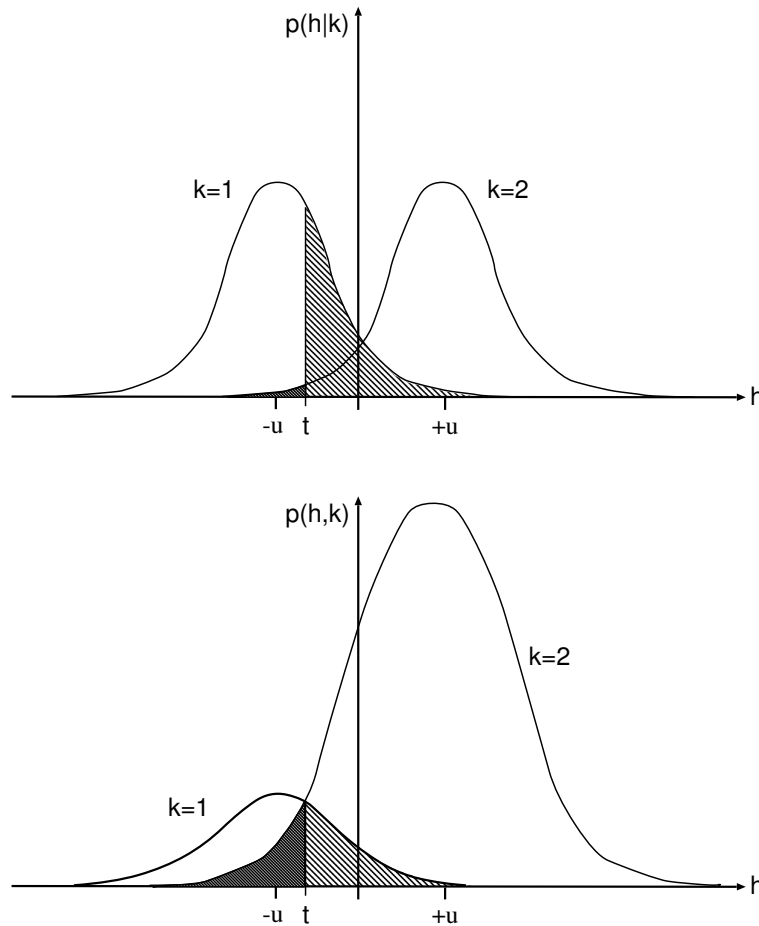 p(h|k)
k=1
k=2
h
-u t +u
p(h,k)
k=2
k=1
h
-u t +u